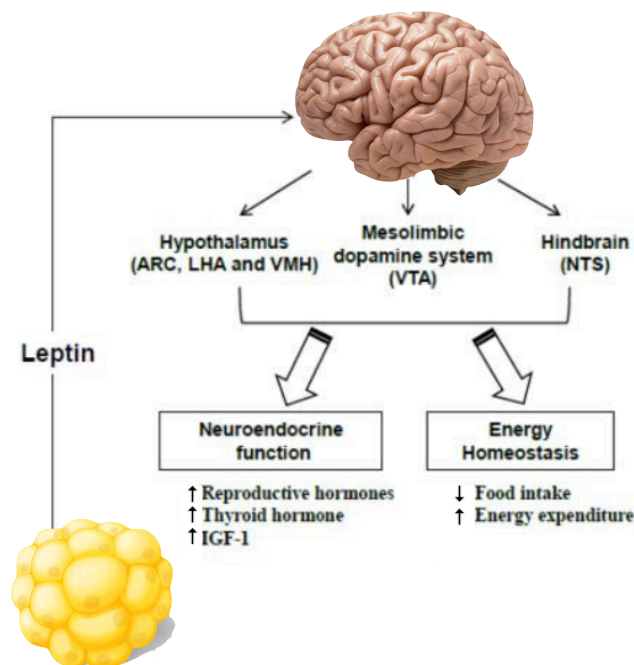 Hypothalamus
(ARC, LHA and VMH)
Mesolimbic
dopamine system
(VTA)
Hindbrain
(NTS)
Leptin
Neuroendocrine
function
↑ Reproductive hormones
↑ Thyroid hormone
↑ IGF-1
Energy
Homeostasis
↓ Food intake
↑ Energy expenditure